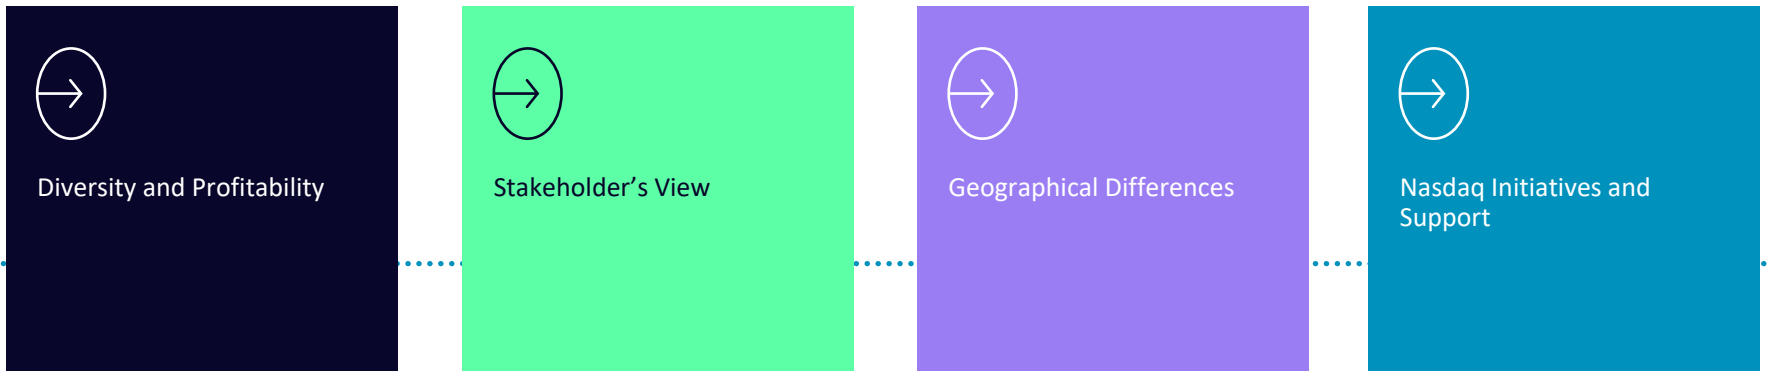 Diversity and Profitability
Stakeholder’s View
Geographical Differences
Nasdaq Initiatives and
Support